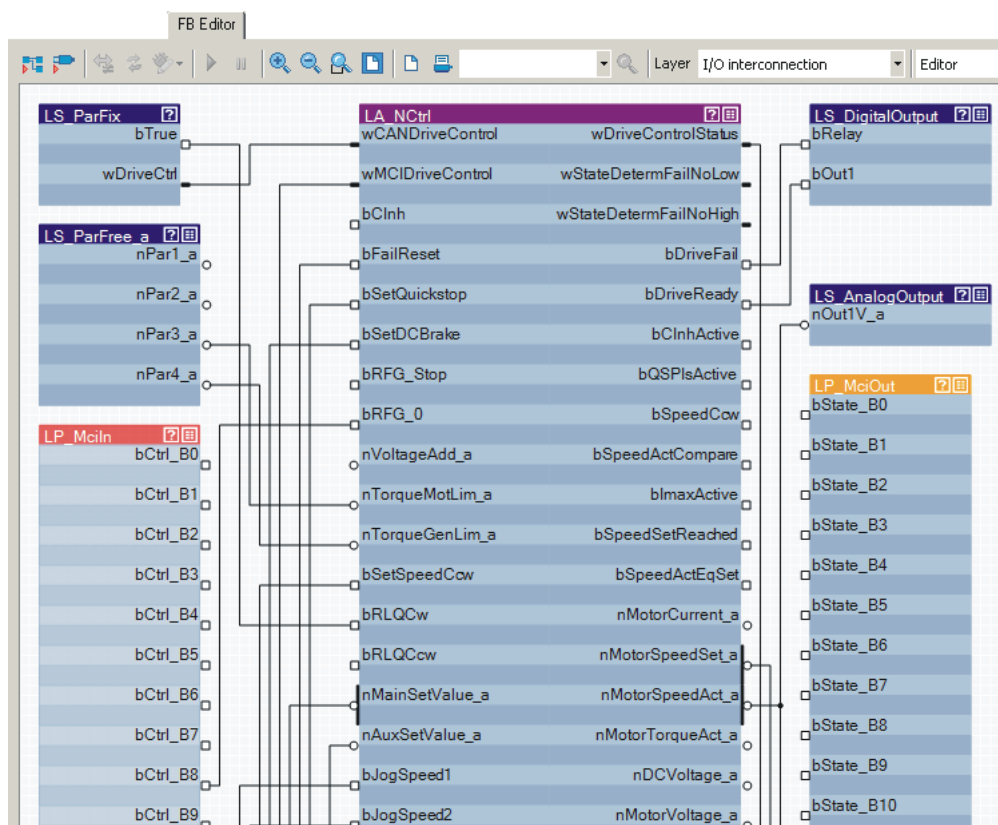 FB Editor
Layer I/O interconnection Editor
LS_ParFix ?
bTrue
wDriveCtrl
LS_ParFree_a ?
nPar1_a
nPar2_a
nPar3_a
nPar4_a
LP_MciIn ?
bCtrl_B0
bCtrl_B1
bCtrl_B2
bCtrl_B3
bCtrl_B4
bCtrl_B5
bCtrl_B6
bCtrl_B7
bCtrl_B8
bCtrl_B9
LA_NCtrl ?
wCANDriveControl wDriveControlStatus
wMCIDriveControl wStateDetermFailNoLow
bCInh wStateDetermFailNoHigh
bFailReset bDriveFail
bSetQuickstop bDriveReady
bSetDCBrake bCInhActive
bRFG_Stop bQSPIsActive
bRFG_0 bSpeedCcw
nVoltageAdd_a bSpeedActCompare
nTorqueMotLim_a bImaxActive
nTorqueGenLim_a bSpeedSetReached
bSetSpeedCcw bSpeedActEqSet
bRLQCw nMotorCurrent_a
bRLQCcw nMotorSpeedSet_a
nMainSetValue_a nMotorSpeedAct_a
nAuxSetValue_a nMotorTorqueAct_a
bJogSpeed1 nDCVoltage_a
bJogSpeed2 nMotorVoltage_a
LS_DigitalOutput ?
bRelay
bOut1
LS_AnalogOutput ?
nOut1V_a
LP_MciOut ?
bState_B0
bState_B1
bState_B2
bState_B3
bState_B4
bState_B5
bState_B6
bState_B7
bState_B8
bState_B9
bState_B10